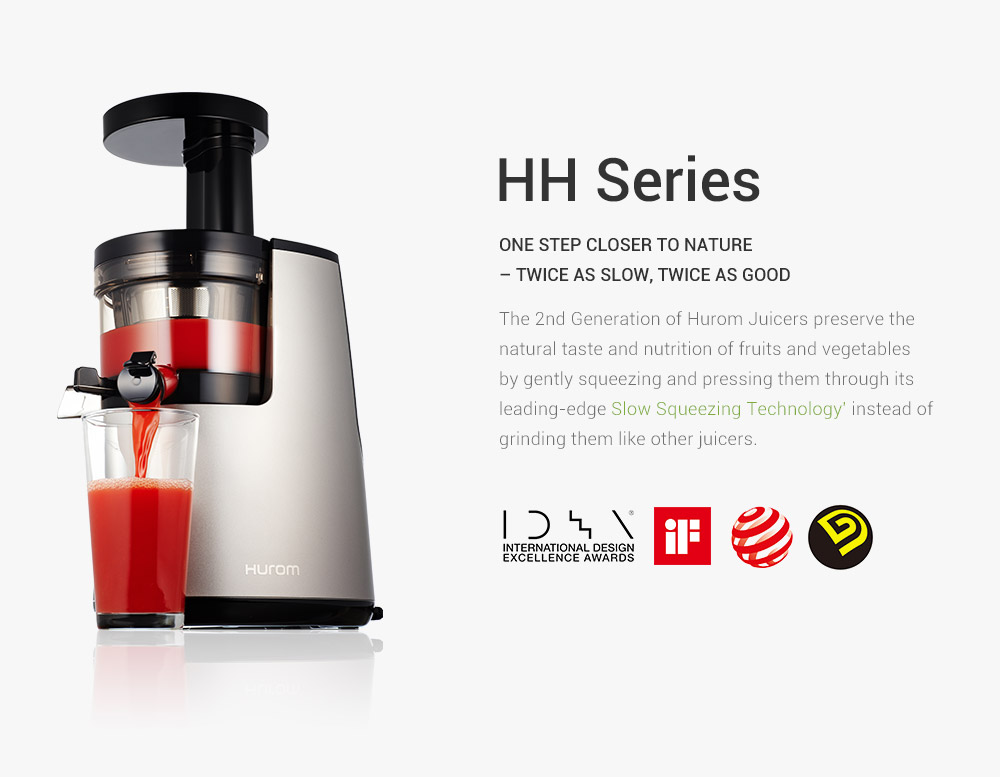 HH Series
ONE STEP CLOSER TO NATURE
– TWICE AS SLOW, TWICE AS GOOD
The 2nd Generation of Hurom Juicers preserve the
natural taste and nutrition of fruits and vegetables
by gently squeezing and pressing them through its
leading-edge Slow Squeezing Technology' instead of
grinding them like other juicers.
HUROM
IDEA®
INTERNATIONAL DESIGN
EXCELLENCE AWARDS
iF